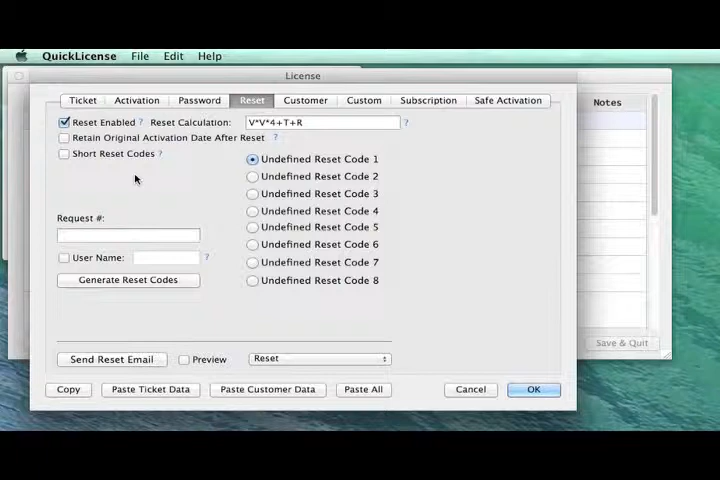 QuickLicense File Edit Help
License
Ticket Activation Password Reset Customer Custom Subscription Safe Activation
Notes
Reset Enabled ? Reset Calculation: V*V*4+T+R ?
Retain Original Activation Date After Reset ?
Short Reset Codes ?
Undefined Reset Code 1
Undefined Reset Code 2
Undefined Reset Code 3
Undefined Reset Code 4
Undefined Reset Code 5
Undefined Reset Code 6
Undefined Reset Code 7
Undefined Reset Code 8
Request #:
User Name: ?
Generate Reset Codes
Save & Quit
Send Reset Email Preview Reset
Copy Paste Ticket Data Paste Customer Data Paste All Cancel OK